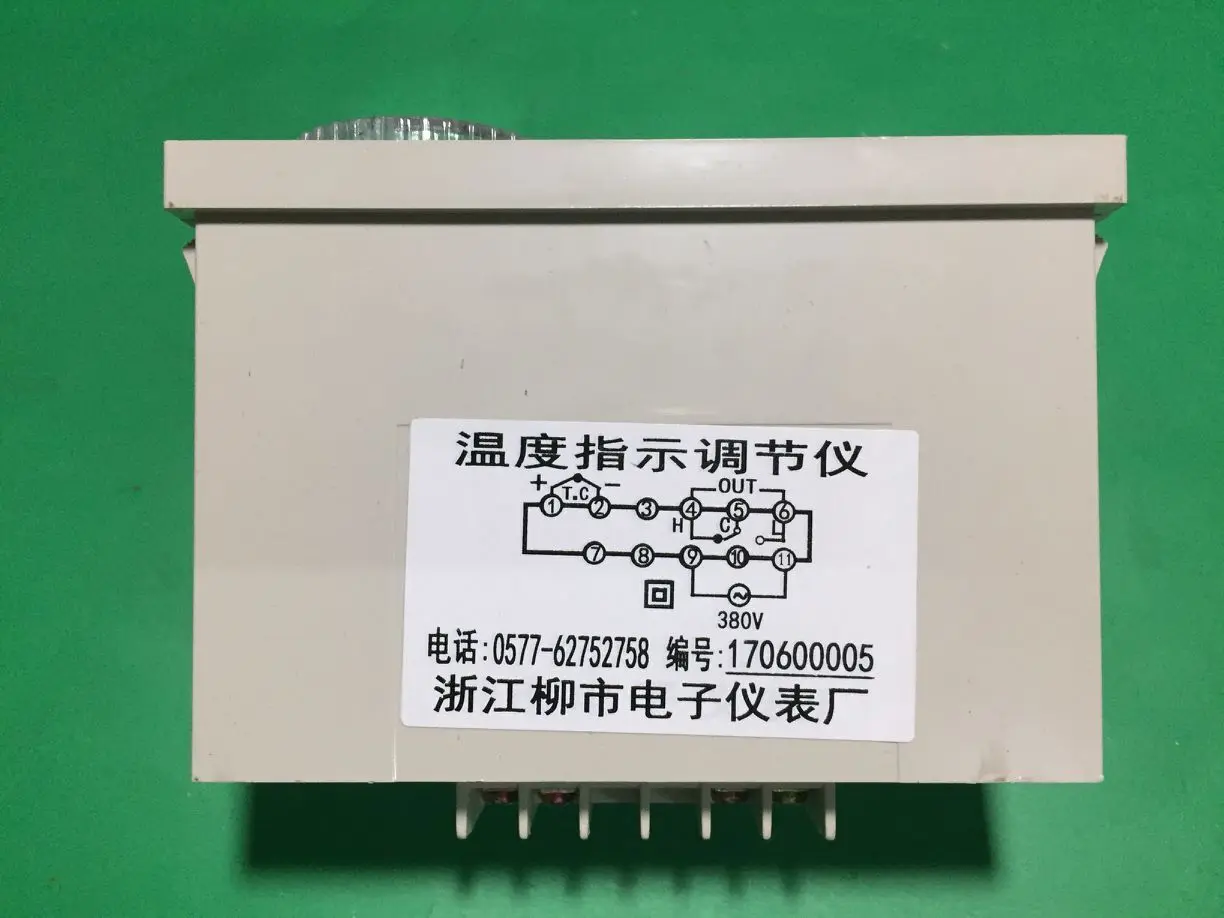 温度指示调节仪
+ T.C - OUT
① ② ③ ④ ⑤ ⑥
H C L
⑦ ⑧ ⑨ ⑩ ⑪
380V
电话:0577-62752758 编号:170600005
浙江柳市电子仪表厂